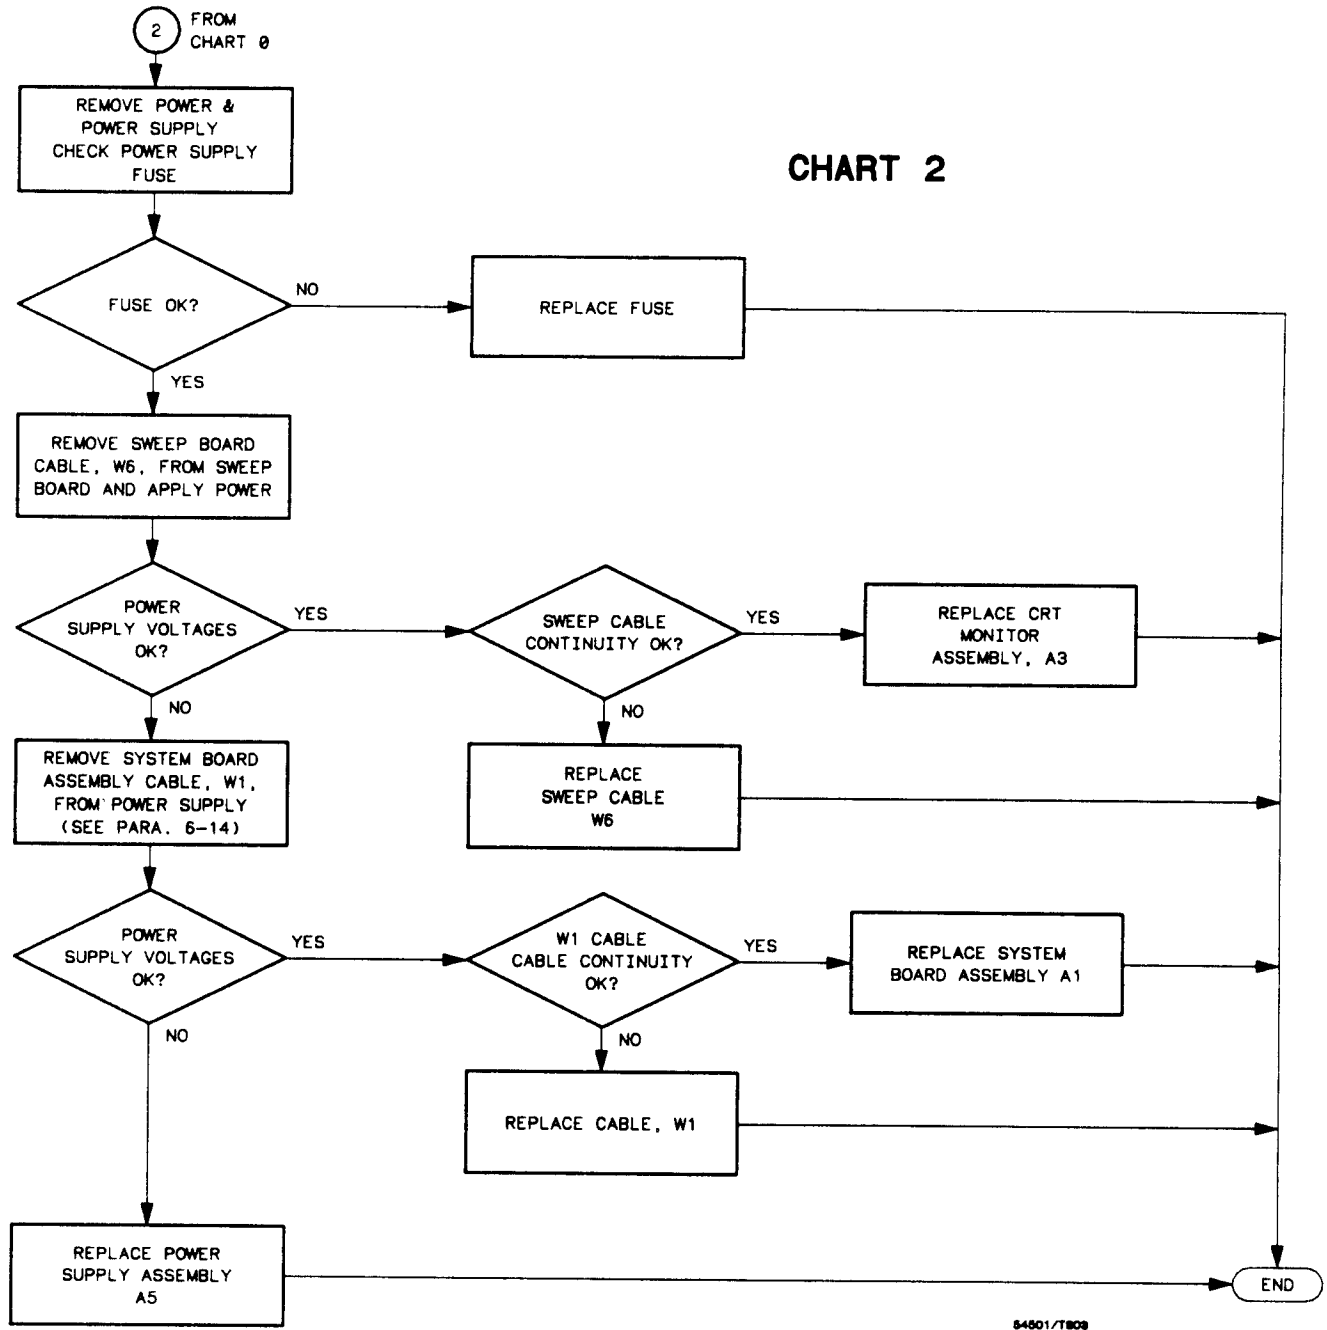 2
FROM
CHART 0
REMOVE POWER &
POWER SUPPLY
CHECK POWER SUPPLY
FUSE
CHART 2
FUSE OK?
NO
REPLACE FUSE
YES
REMOVE SWEEP BOARD
CABLE, W6, FROM SWEEP
BOARD AND APPLY POWER
POWER
SUPPLY VOLTAGES
OK?
YES
SWEEP CABLE
CONTINUITY OK?
YES
REPLACE CRT
MONITOR
ASSEMBLY, A3
NO
NO
REMOVE SYSTEM BOARD
ASSEMBLY CABLE, W1,
FROM POWER SUPPLY
(SEE PARA. 6-14)
REPLACE
SWEEP CABLE
W6
POWER
SUPPLY VOLTAGES
OK?
YES
W1 CABLE
CABLE CONTINUITY
OK?
YES
REPLACE SYSTEM
BOARD ASSEMBLY A1
NO
NO
REPLACE CABLE, W1
REPLACE POWER
SUPPLY ASSEMBLY
A5
END